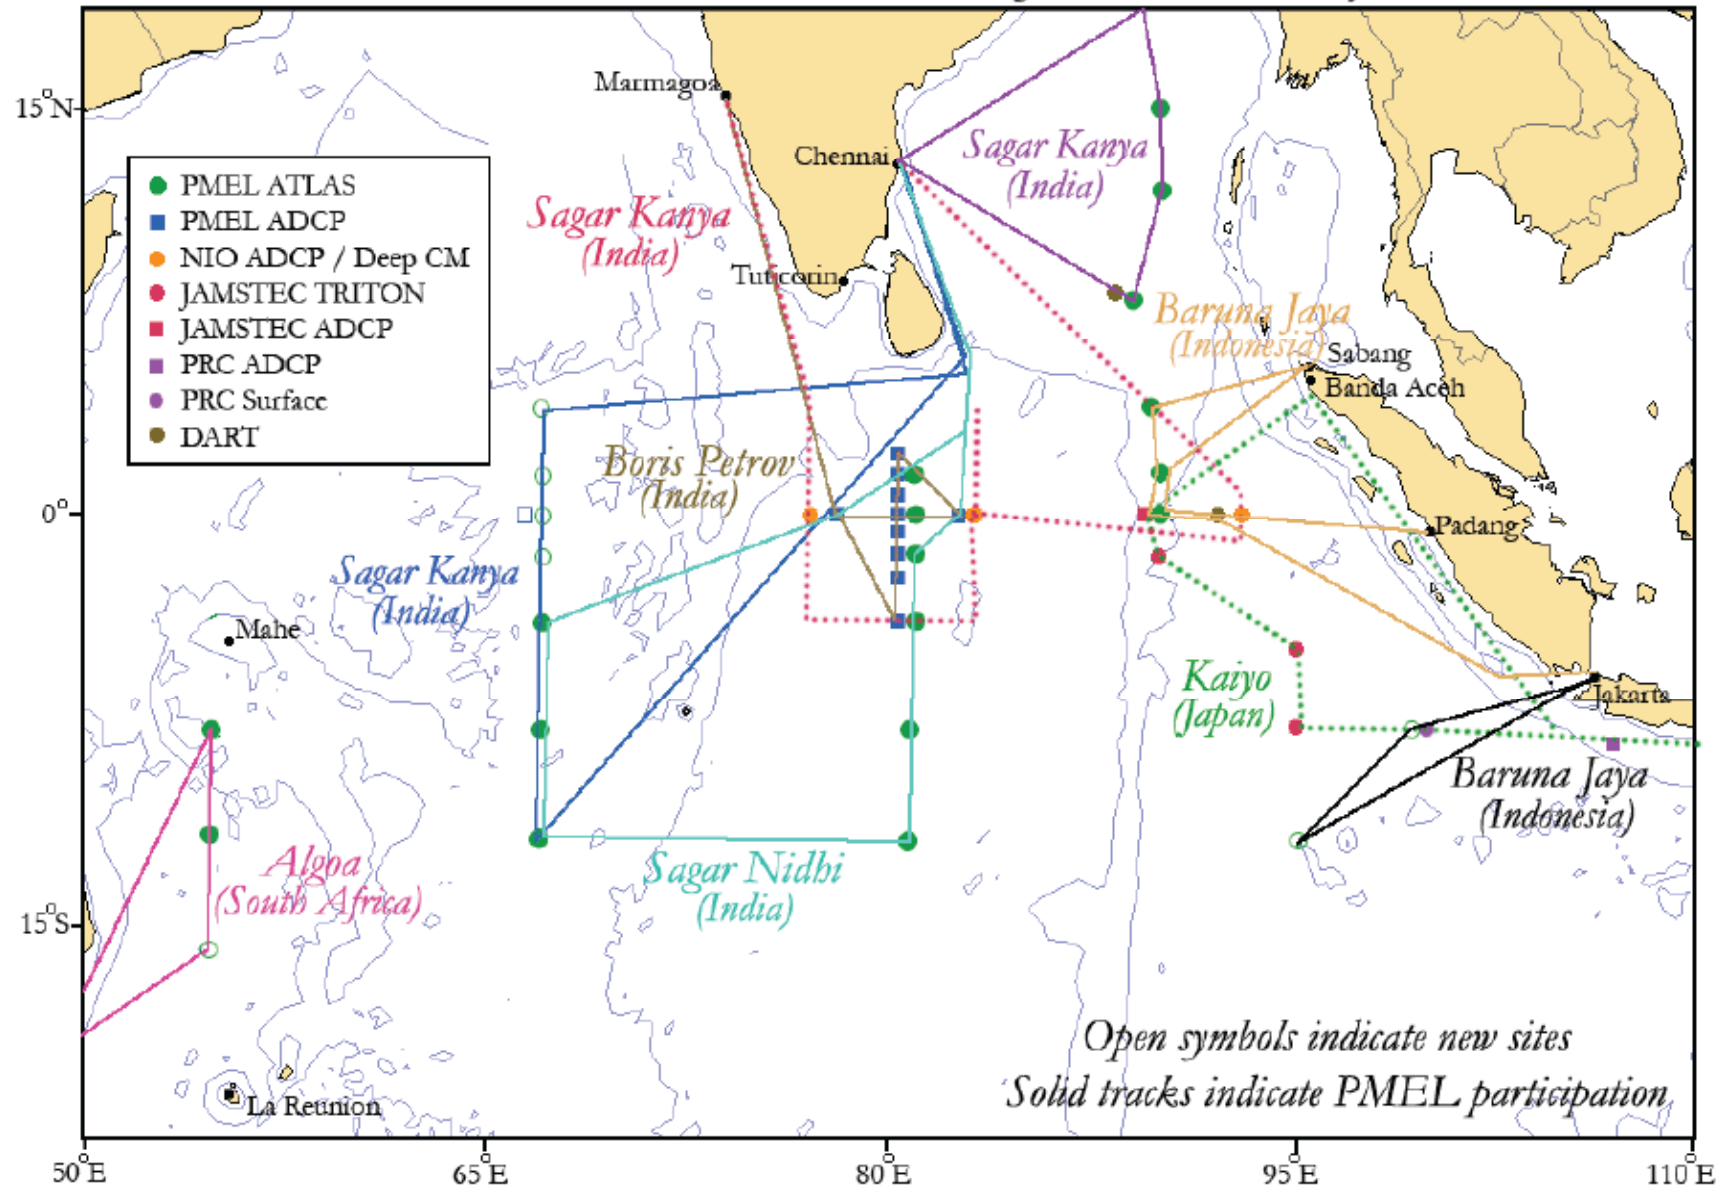 15°N
Marmagoa
Chennai
Sagar Kanya
(India)
PMEL ATLAS
PMEL ADCP
NIO ADCP / Deep CM
JAMSTEC TRITON
JAMSTEC ADCP
PRC ADCP
PRC Surface
DART
Sagar Kanya
(India)
Tuticorin
Baruna Jaya
(Indonesia)
Sabang
Banda Aceh
Boris Petrov
(India)
0°
Padang
Sagar Kanya
(India)
Mahe
Kaiyo
(Japan)
Jakarta
Baruna Jaya
(Indonesia)
Algoa
(South Africa)
Sagar Nidhi
(India)
15°S
Open symbols indicate new sites
Solid tracks indicate PMEL participation
La Reunion
50°E
65°E
80°E
95°E
110°E